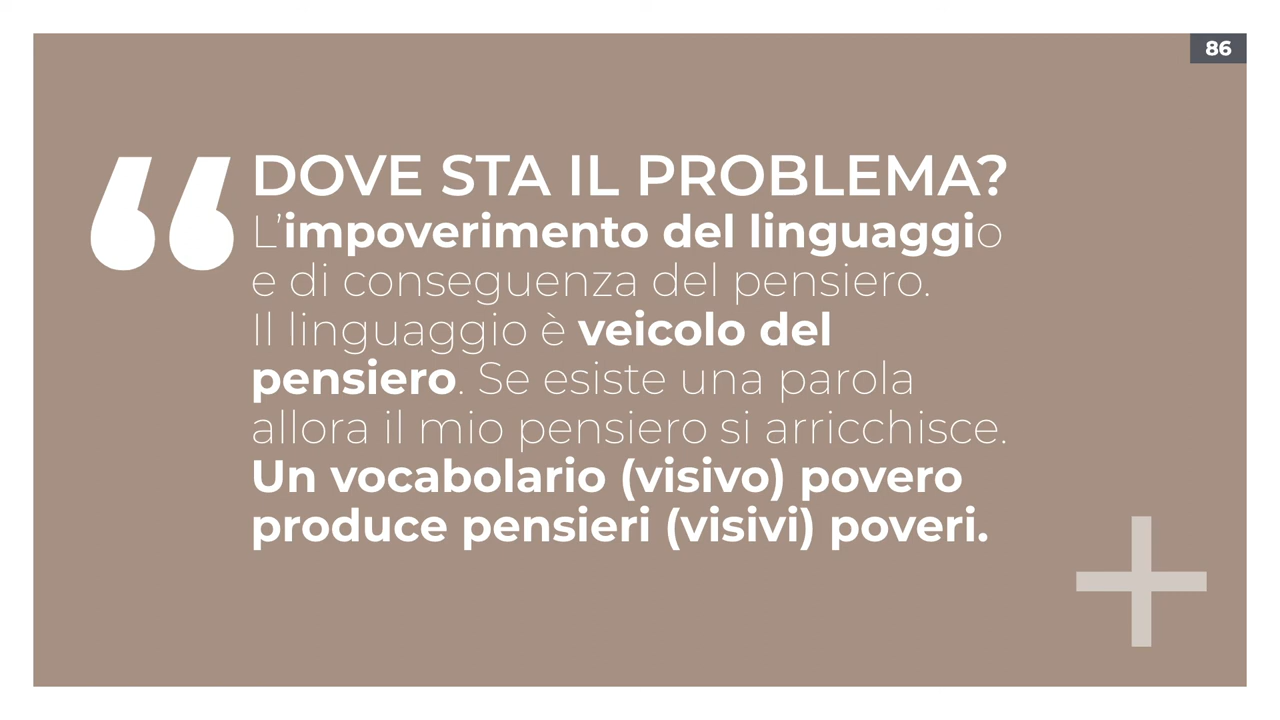 86
“
DOVE STA IL PROBLEMA?
L’impoverimento del linguaggio
e di conseguenza del pensiero.
Il linguaggio è veicolo del
pensiero. Se esiste una parola
allora il mio pensiero si arricchisce.
Un vocabolario (visivo) povero
produce pensieri (visivi) poveri.
+